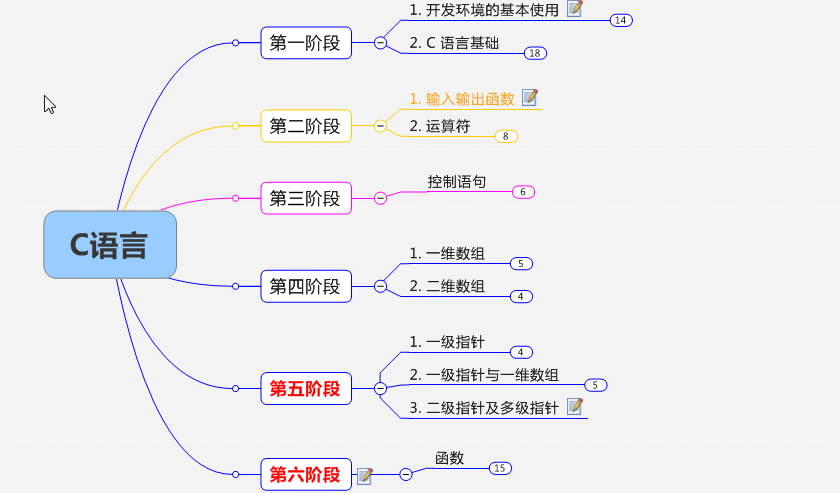 1. 开发环境的基本使用
14
第一阶段
2. C 语言基础
18
1. 输入输出函数
第二阶段
2. 运算符
8
控制语句
6
第三阶段
C语言
1. 一维数组
5
第四阶段
2. 二维数组
4
1. 一级指针
4
第五阶段
2. 一级指针与一维数组
5
3. 二级指针及多级指针
函数
15
第六阶段